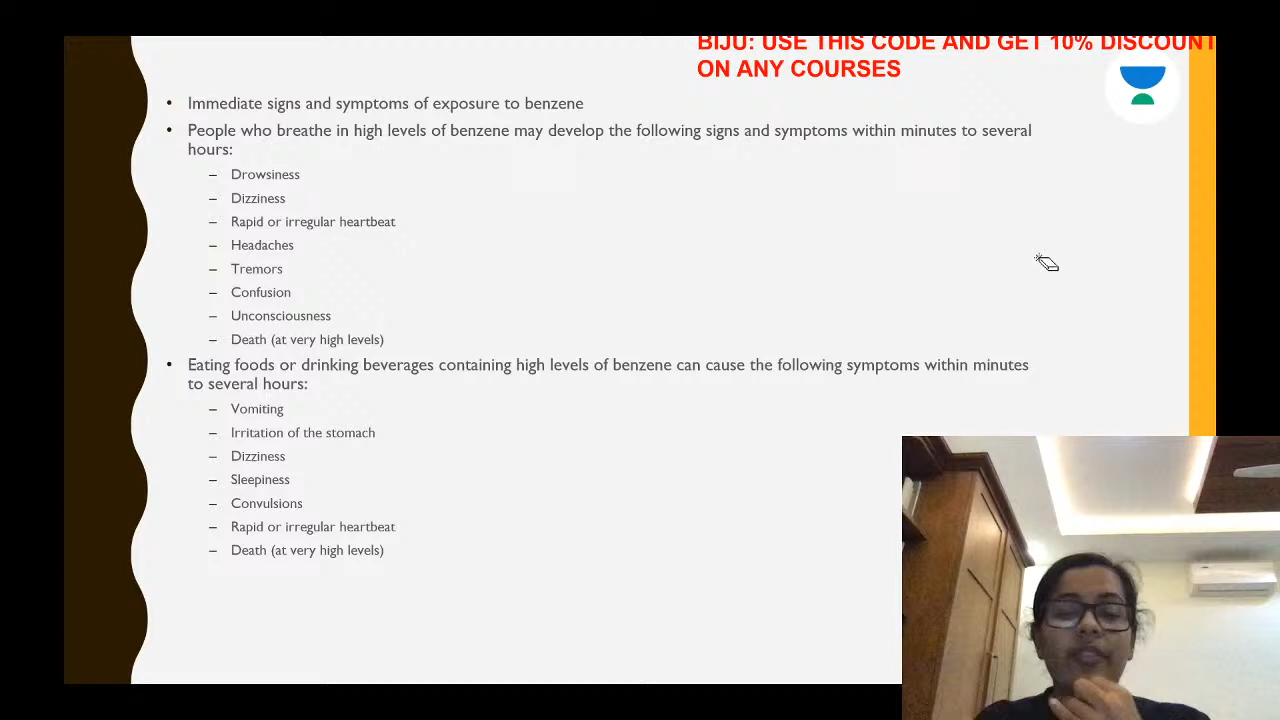 BIJU: USE THIS CODE AND GET 10% DISCOUNT
ON ANY COURSES
• Immediate signs and symptoms of exposure to benzene
• People who breathe in high levels of benzene may develop the following signs and symptoms within minutes to several
hours:
– Drowsiness
– Dizziness
– Rapid or irregular heartbeat
– Headaches
– Tremors
– Confusion
– Unconsciousness
– Death (at very high levels)
• Eating foods or drinking beverages containing high levels of benzene can cause the following symptoms within minutes
to several hours:
– Vomiting
– Irritation of the stomach
– Dizziness
– Sleepiness
– Convulsions
– Rapid or irregular heartbeat
– Death (at very high levels)